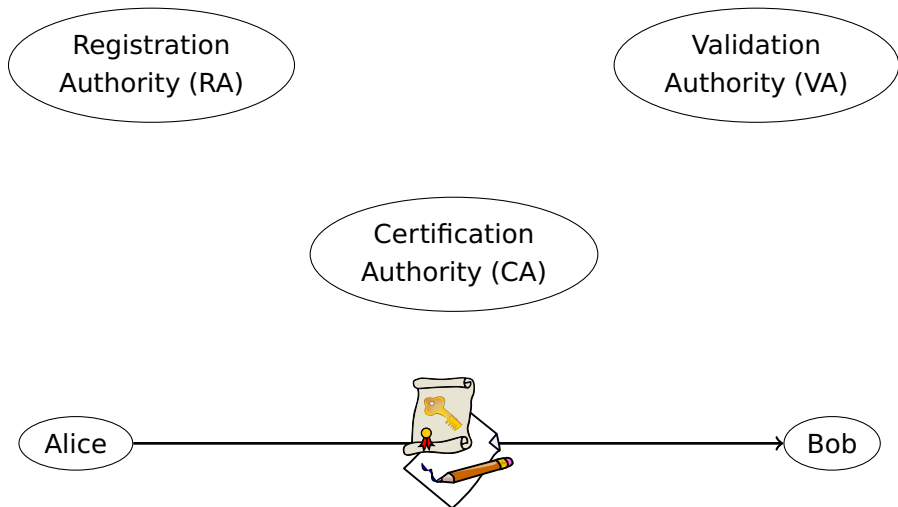 Registration
Authority (RA)
Validation
Authority (VA)
Certification
Authority (CA)
Alice
Bob